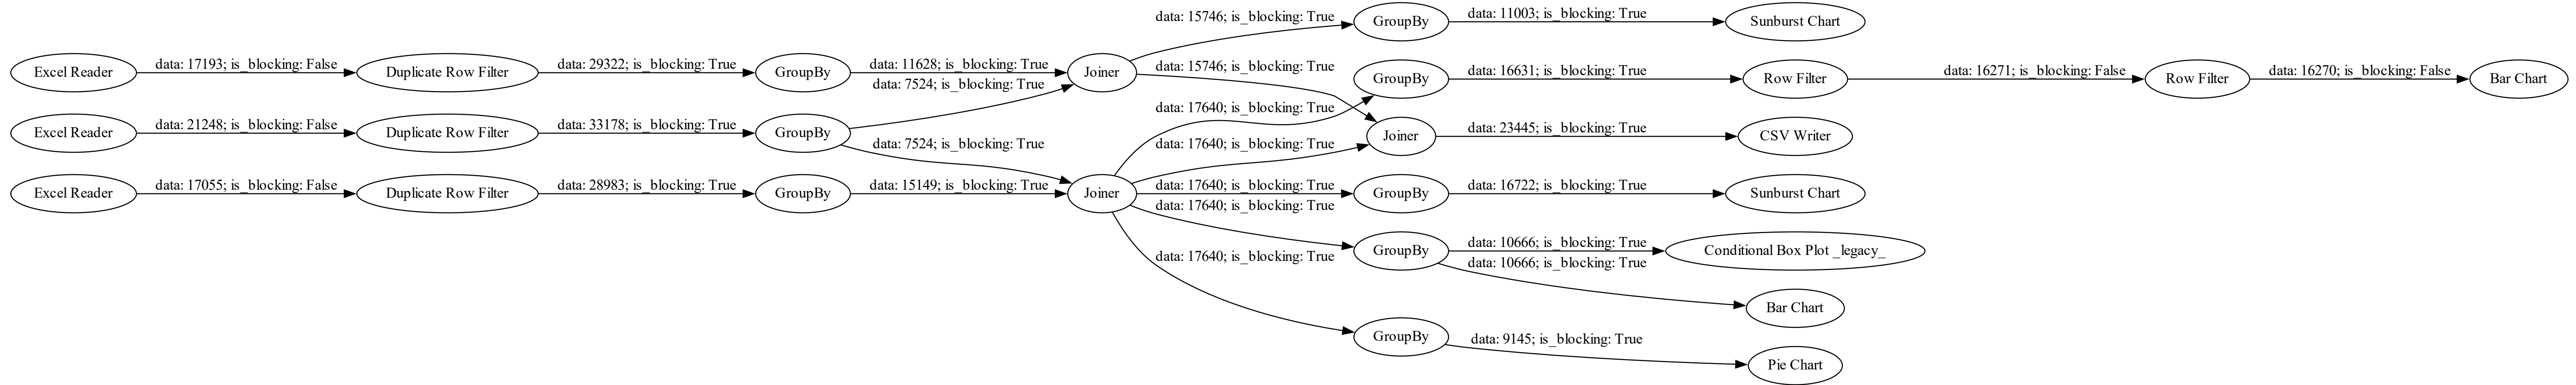 data: 15746; is_blocking: True
GroupBy
data: 11003; is_blocking: True
Sunburst Chart
Excel Reader
data: 17193; is_blocking: False
Duplicate Row Filter
data: 29322; is_blocking: True
GroupBy
data: 11628; is_blocking: True
Joiner
data: 15746; is_blocking: True
GroupBy
data: 16631; is_blocking: True
Row Filter
data: 16271; is_blocking: False
Row Filter
data: 16270; is_blocking: False
Bar Chart
data: 7524; is_blocking: True
data: 17640; is_blocking: True
Excel Reader
data: 21248; is_blocking: False
Duplicate Row Filter
data: 33178; is_blocking: True
GroupBy
data: 7524; is_blocking: True
data: 17640; is_blocking: True
Joiner
data: 23445; is_blocking: True
CSV Writer
Excel Reader
data: 17055; is_blocking: False
Duplicate Row Filter
data: 28983; is_blocking: True
GroupBy
data: 15149; is_blocking: True
Joiner
data: 17640; is_blocking: True
GroupBy
data: 16722; is_blocking: True
Sunburst Chart
data: 17640; is_blocking: True
GroupBy
data: 10666; is_blocking: True
Conditional Box Plot _legacy_
data: 17640; is_blocking: True
data: 10666; is_blocking: True
Bar Chart
GroupBy
data: 9145; is_blocking: True
Pie Chart